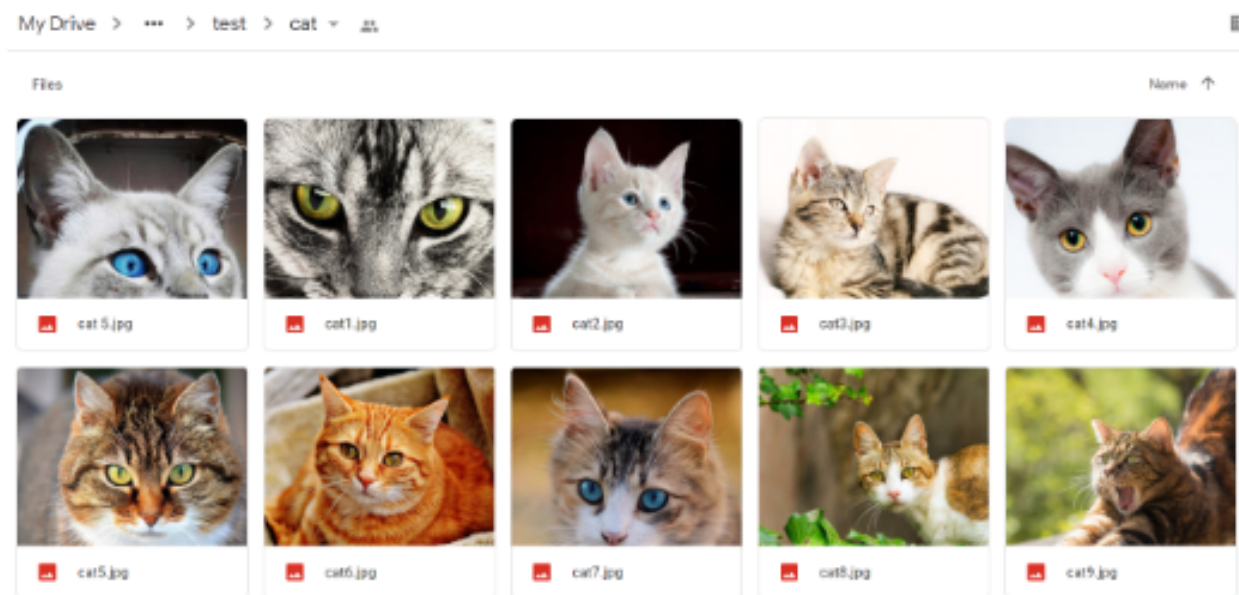 My Drive > ••• > test > cat
Files Name ↑
cat 5.jpg cat1.jpg cat2.jpg cat3.jpg cat4.jpg
cat5.jpg cat6.jpg cat7.jpg cat8.jpg cat9.jpg